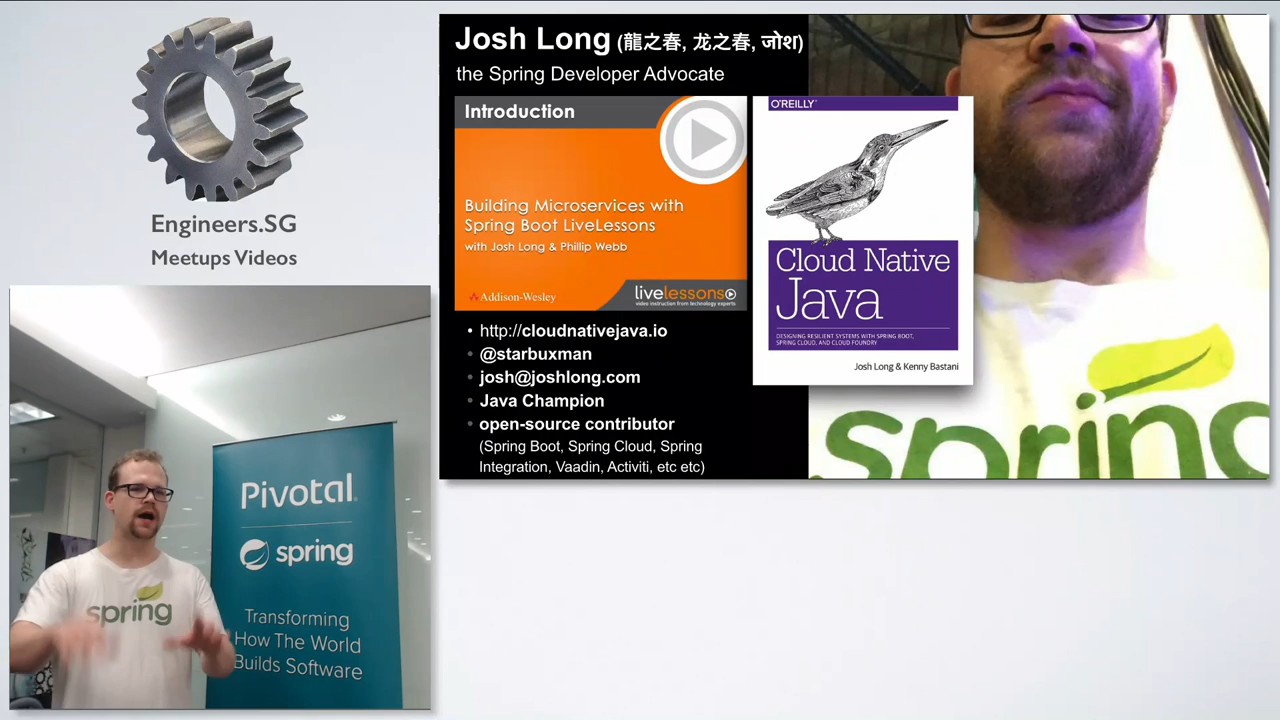 Engineers.SG
Meetups Videos
Josh Long (龍之春, 龙之春, जोश)
the Spring Developer Advocate
Introduction
Building Microservices with
Spring Boot LiveLessons
with Josh Long & Phillip Webb
Addison-Wesley
livelessons
video instruction from technology experts
http://cloudnativejava.io
@starbuxman
josh@joshlong.com
Java Champion
open-source contributor
(Spring Boot, Spring Cloud, Spring
Integration, Vaadin, Activiti, etc etc)
O'REILLY
Cloud Native
Java
DESIGNING RESILIENT SYSTEMS WITH SPRING BOOT,
SPRING CLOUD, AND CLOUD FOUNDRY
Josh Long & Kenny Bastani
spring
spring
Pivotal
spring
Transforming
How The World
Builds Software